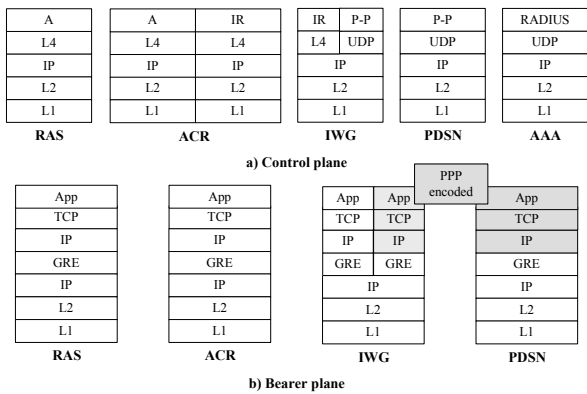 A A IR IR P-P P-P RADIUS
L4 L4 L4 L4 UDP UDP UDP
IP IP IP IP IP IP
L2 L2 L2 L2 L2 L2
L1 L1 L1 L1 L1 L1
RAS ACR IWG PDSN AAA
a) Control plane
PPP
encoded
App App App App App
TCP TCP TCP TCP TCP
IP IP IP IP IP
GRE GRE GRE GRE GRE
IP IP IP IP
L2 L2 L2 L2
L1 L1 L1 L1
RAS ACR IWG PDSN
b) Bearer plane